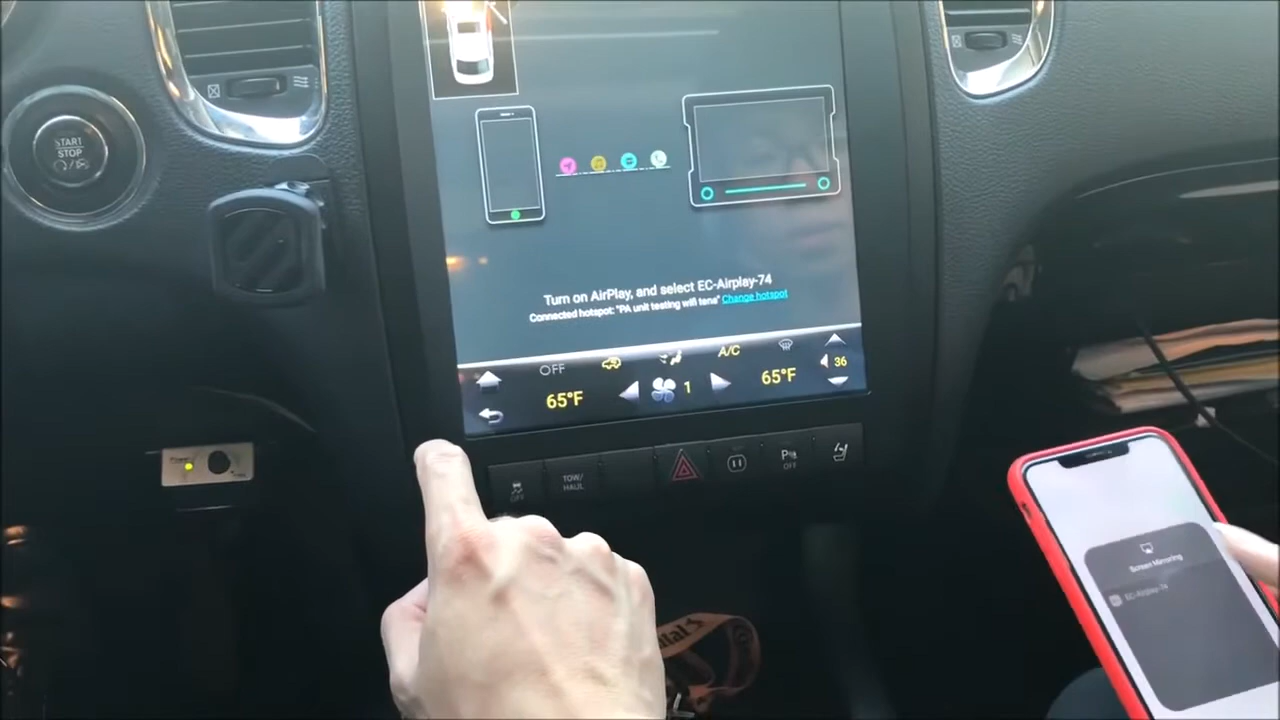 START
STOP
Turn on AirPlay, and select EC-Airplay-74
Connected hotspot: "PA unit testing wifi tena" Change hotspot
OFF
A/C
36
65°F
1
65°F
OFF
TOW/
HAUL
P
OFF
Screen Mirroring
EC-Airplay-74